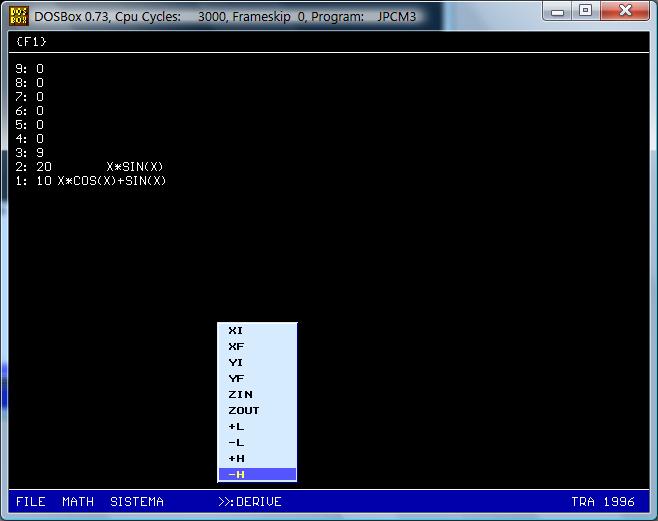 DOS BOX DOSBox 0.73, Cpu Cycles: 3000, Frameskip 0, Program: JPCM3
{F1}
9: 0
8: 0
7: 0
6: 0
5: 0
4: 0
3: 9
2: 20 X*SIN(X)
1: 10 X*COS(X)+SIN(X)
XI
XF
YI
YF
ZIN
ZOUT
+L
-L
+H
-H
FILE MATH SISTEMA >>:DERIVE TRA 1996